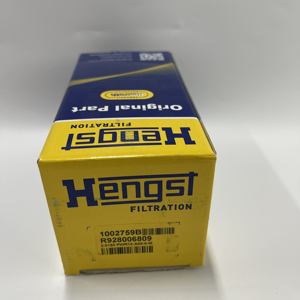 Original Part
Hengst
FILTRATION
Hengst
FILTRATION
1002759B
R928006809